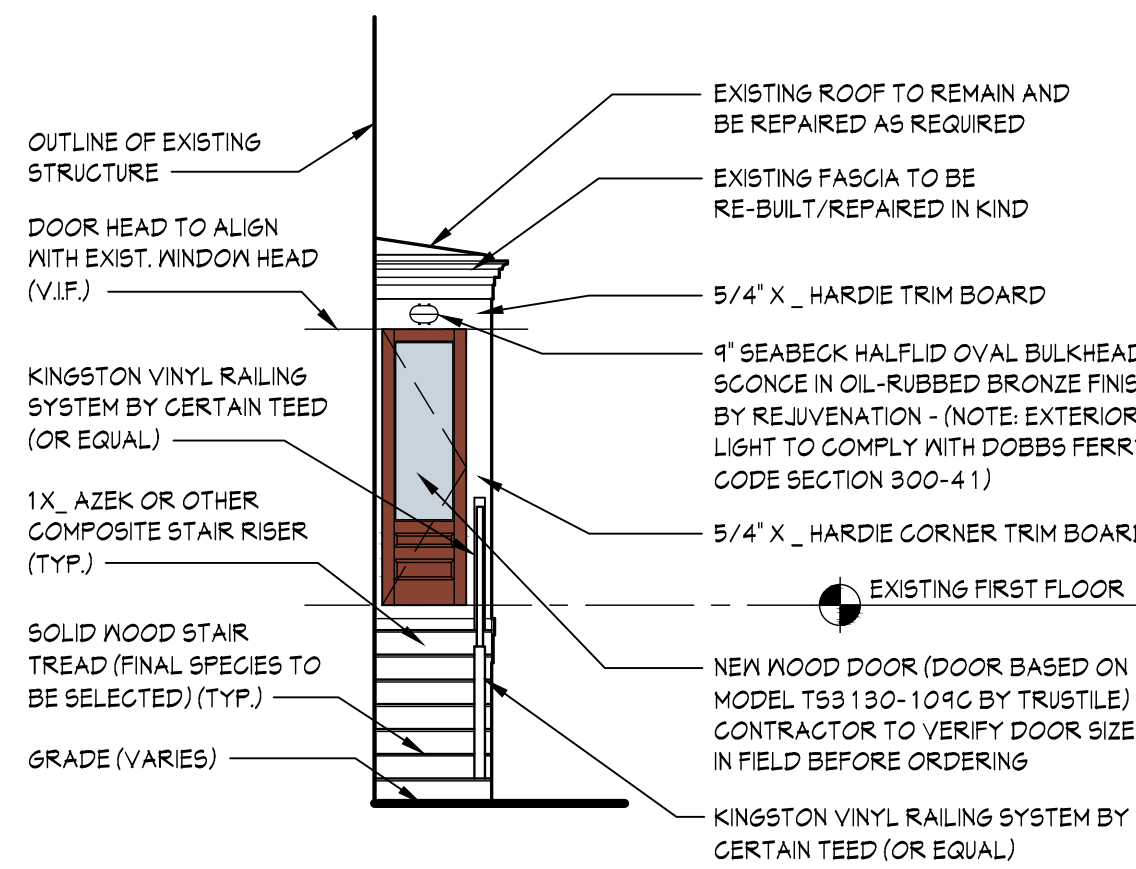 OUTLINE OF EXISTING
STRUCTURE
DOOR HEAD TO ALIGN
WITH EXIST. WINDOW HEAD
(V.I.F.)
KINGSTON VINYL RAILING
SYSTEM BY CERTAIN TEED
(OR EQUAL)
1X_ AZEK OR OTHER
COMPOSITE STAIR RISER
(TYP.)
SOLID WOOD STAIR
TREAD (FINAL SPECIES TO
BE SELECTED) (TYP.)
GRADE (VARIES)
EXISTING ROOF TO REMAIN AND
BE REPAIRED AS REQUIRED
EXISTING FASCIA TO BE
RE-BUILT/REPAIRED IN KIND
5/4" X _ HARDIE TRIM BOARD
9" SEABECK HALFLID OVAL BULKHEAD
SCONCE IN OIL-RUBBED BRONZE FINIS
BY REJUVENATION - (NOTE: EXTERIOR
LIGHT TO COMPLY WITH DOBBS FERRY
CODE SECTION 300-41)
5/4" X _ HARDIE CORNER TRIM BOARD
EXISTING FIRST FLOOR
NEW WOOD DOOR (DOOR BASED ON
MODEL TS3130-109C BY TRUSTILE)
CONTRACTOR TO VERIFY DOOR SIZE
IN FIELD BEFORE ORDERING
KINGSTON VINYL RAILING SYSTEM BY
CERTAIN TEED (OR EQUAL)